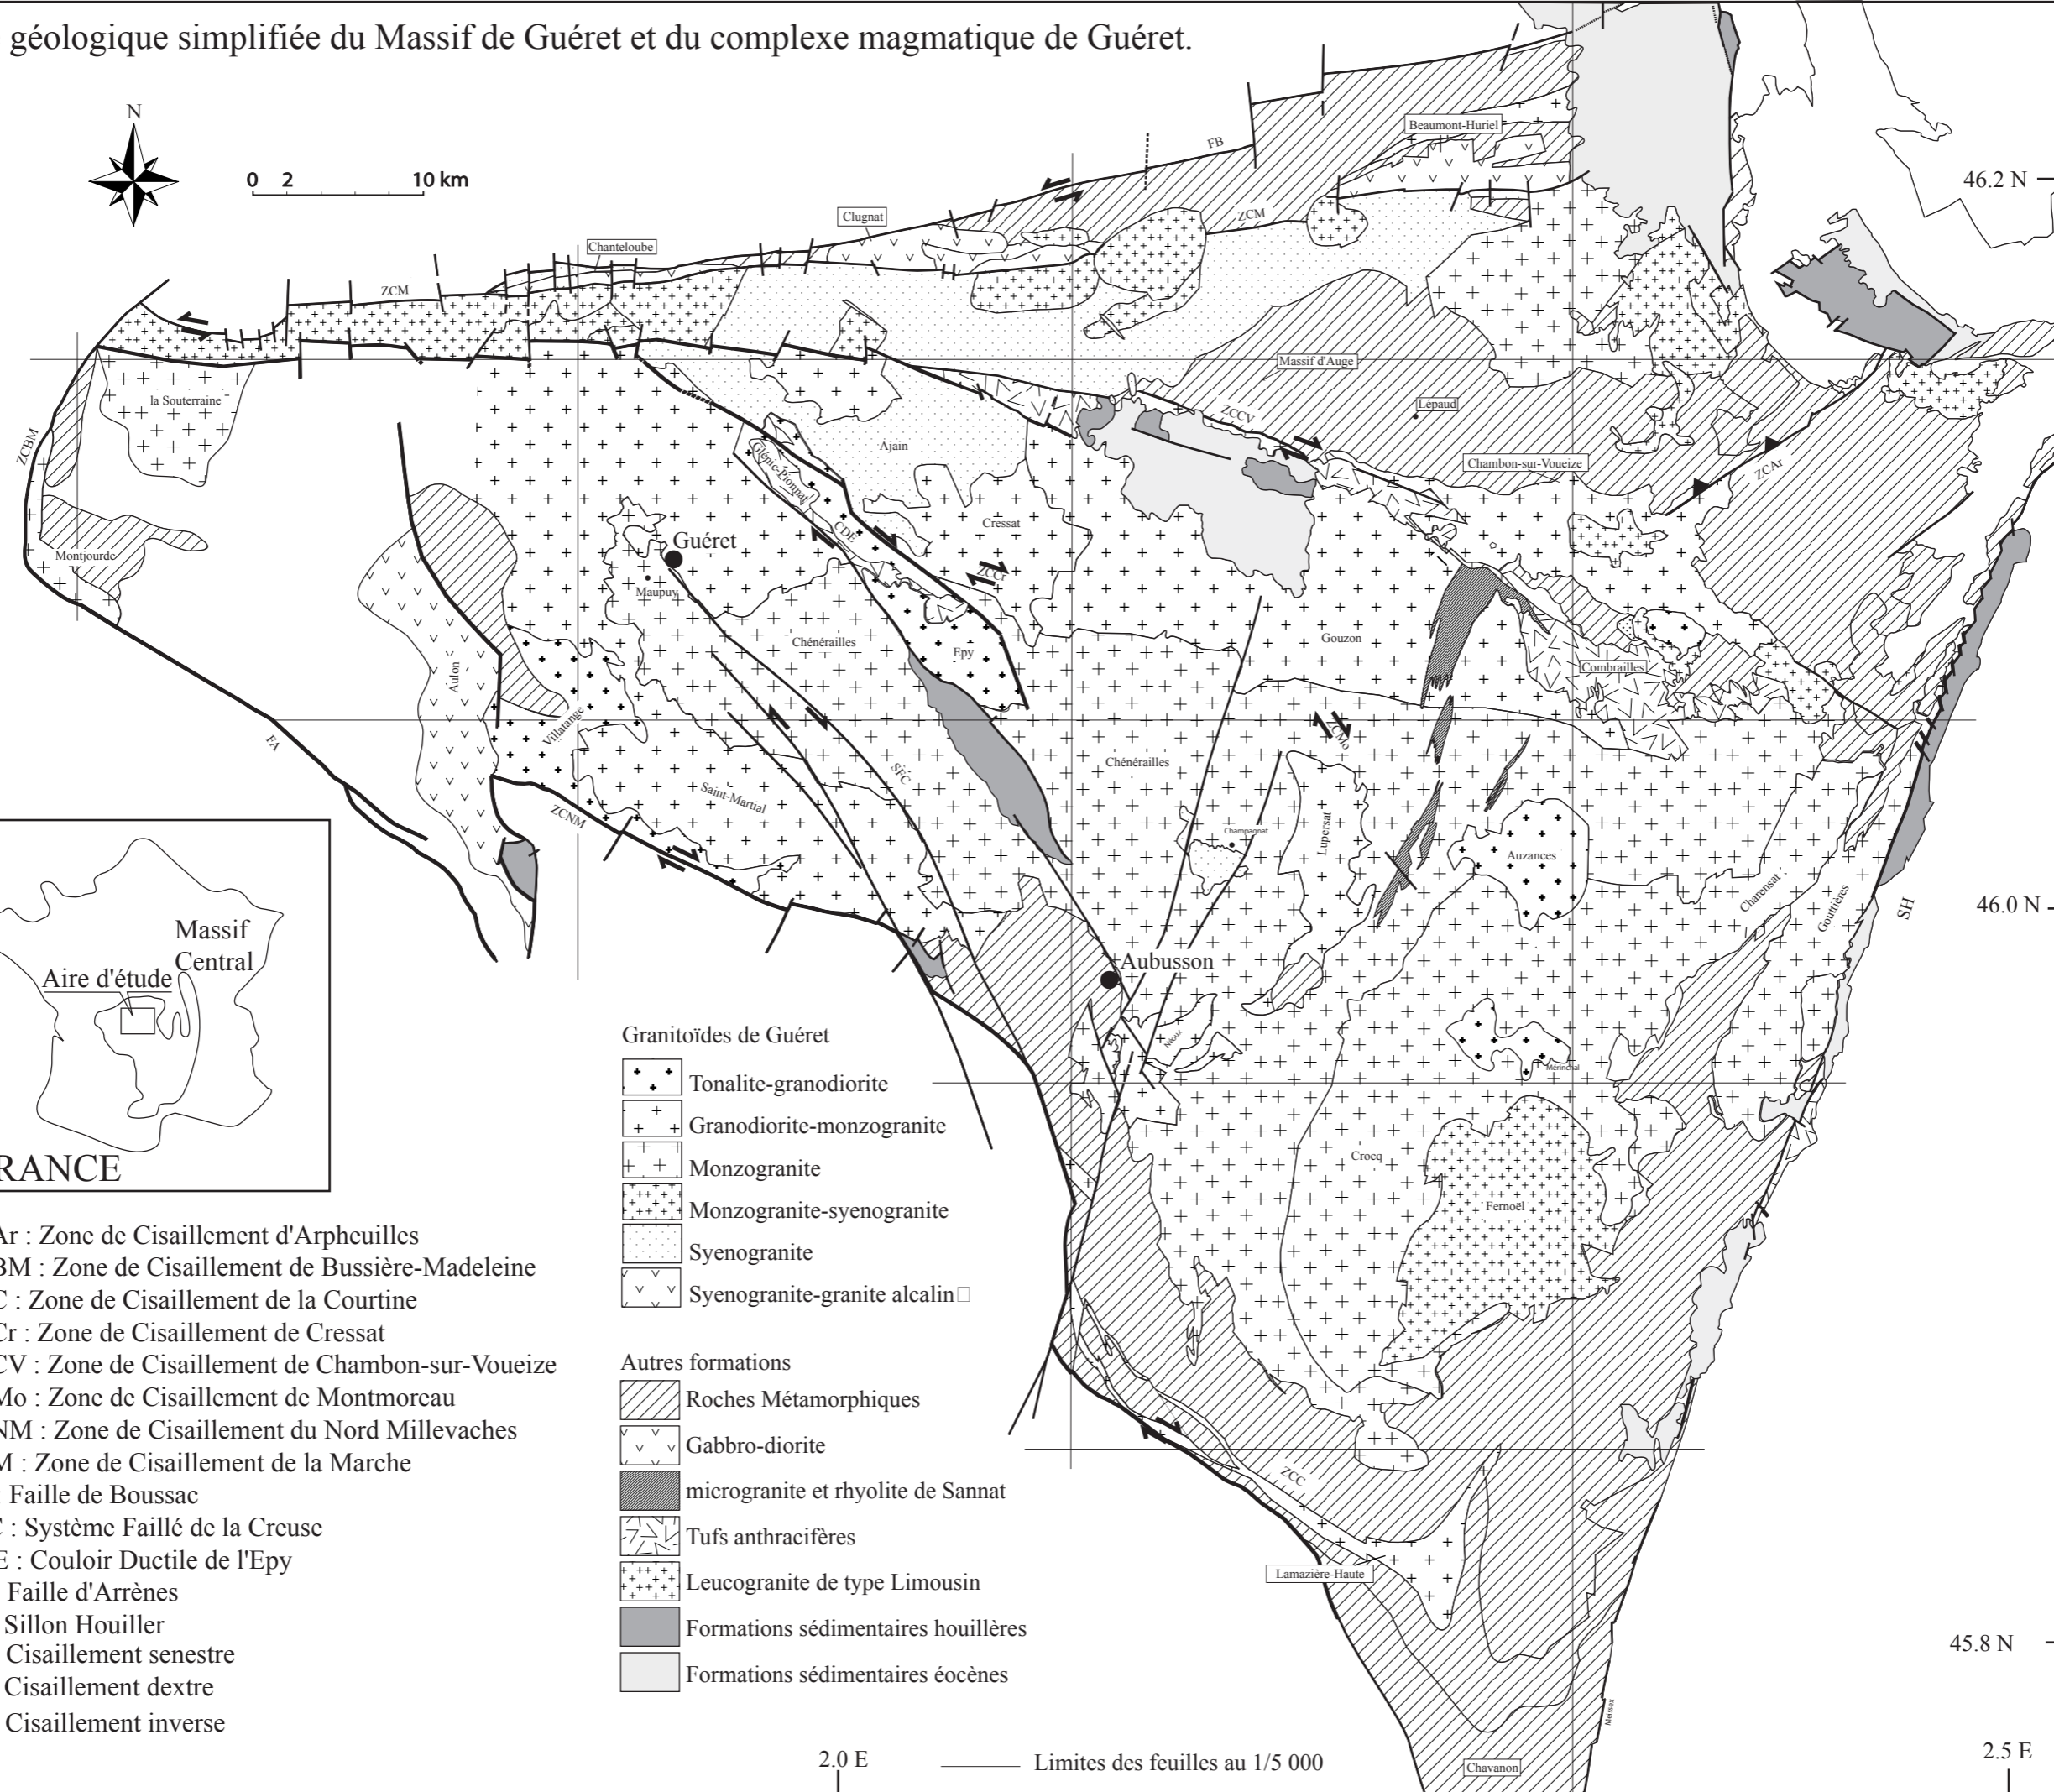 géologique simplifiée du Massif de Guéret et du complexe magmatique de Guéret.
N
0 2 10 km
46.2 N
46.0 N
45.8 N
2.0 E
2.5 E
Beaumont-Huriel
FB
ZCM
Clugnat
Chanteloube
ZCM
la Souterraine
ZCBM
Montjourde
Massif d'Auge
Lépaud
ZCCV
Chambon-sur-Voueize
ZCAr
Ajain
Glénic-Pionnat
CDE
Cressat
ZCCr
Guéret
Maupuy
Chénérailles
Epy
Gouzon
Combrailles
Aulon
Villatange
FA
ZCNM
Saint-Martial
SFC
Chénérailles
ZCMo
Champagnat
Lupersat
Auzances
Charensat
Gouttières
SH
Aubusson
Néoux
Mérinchal
Crocq
Fernoël
ZCC
Lamazière-Haute
Chavanon
Messex
Massif
Central
Aire d'étude
RANCE
Granitoïdes de Guéret
Tonalite-granodiorite
Granodiorite-monzogranite
Monzogranite
Monzogranite-syenogranite
Syenogranite
Syenogranite-granite alcalin
Autres formations
Roches Métamorphiques
Gabbro-diorite
microgranite et rhyolite de Sannat
Tufs anthracifères
Leucogranite de type Limousin
Formations sédimentaires houillères
Formations sédimentaires éocènes
Ar : Zone de Cisaillement d'Arpheuilles
BM : Zone de Cisaillement de Bussière-Madeleine
C : Zone de Cisaillement de la Courtine
Cr : Zone de Cisaillement de Cressat
CV : Zone de Cisaillement de Chambon-sur-Voueize
Mo : Zone de Cisaillement de Montmoreau
NM : Zone de Cisaillement du Nord Millevaches
M : Zone de Cisaillement de la Marche
: Faille de Boussac
C : Système Faillé de la Creuse
E : Couloir Ductile de l'Epy
Faille d'Arrènes
Sillon Houiller
Cisaillement senestre
Cisaillement dextre
Cisaillement inverse
Limites des feuilles au 1/5 000